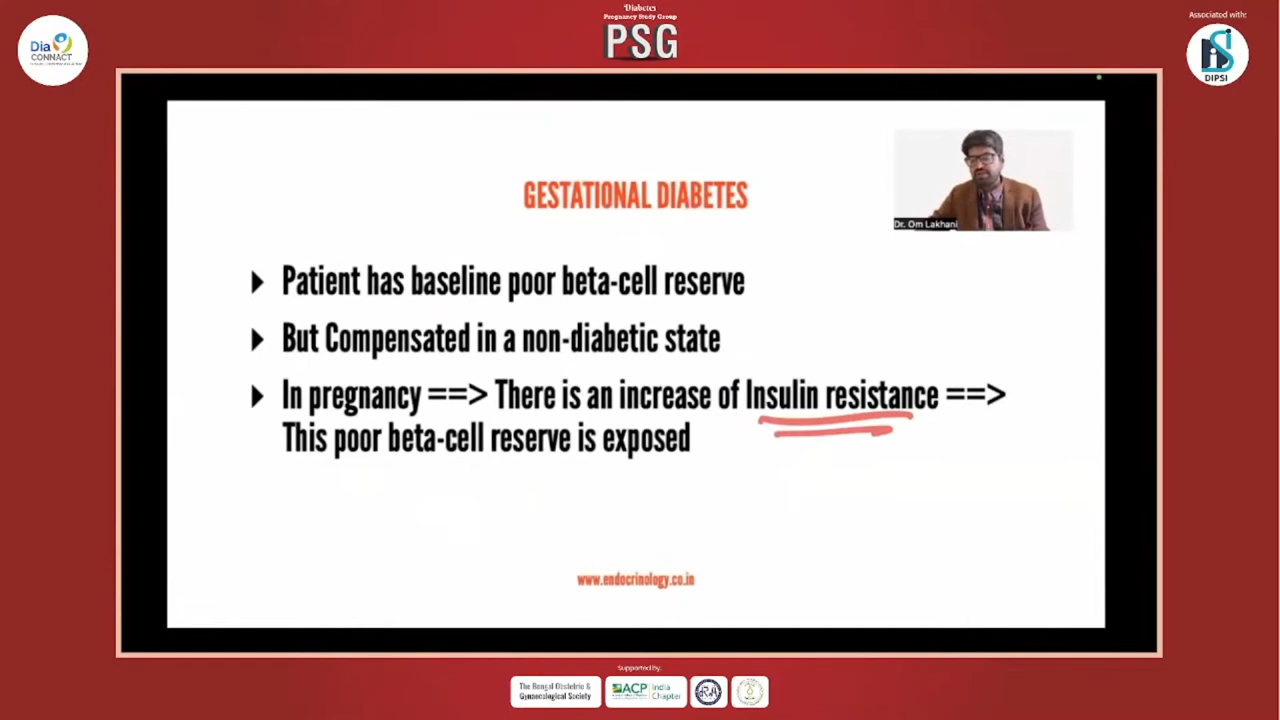 Diabetes
Pregnancy Study Group
PSG
Associated with:
Dia
CONNACT
DIPSI
GESTATIONAL DIABETES
Dr. Om Lakhani
Patient has baseline poor beta-cell reserve
But Compensated in a non-diabetic state
In pregnancy ==> There is an increase of Insulin resistance ==>
This poor beta-cell reserve is exposed
www.endocrinology.co.in
Supported by:
The Bengal Obstetric &
Gynaecological Society
ACP
India
Chapter